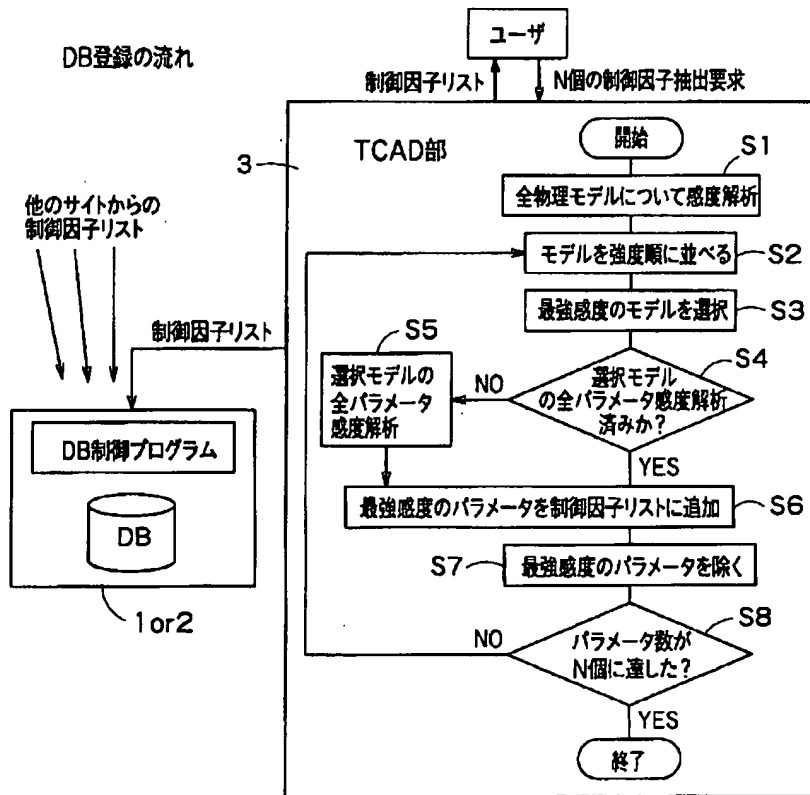 DB登録の流れ
ユーザ
制御因子リスト
N個の制御因子抽出要求
3
TCAD部
開始
S1
全物理モデルについて感度解析
モデルを強度順に並べる
S2
最強感度のモデルを選択
S3
他のサイトからの
制御因子リスト
制御因子リスト
S5
選択モデルの
全パラメータ
感度解析
NO
S4
選択モデル
の全パラメータ感度解析
済みか?
YES
DB制御プログラム
DB
1or2
最強感度のパラメータを制御因子リストに追加
S6
S7
最強感度のパラメータを除く
NO
S8
パラメータ数が
N個に達した?
YES
終了